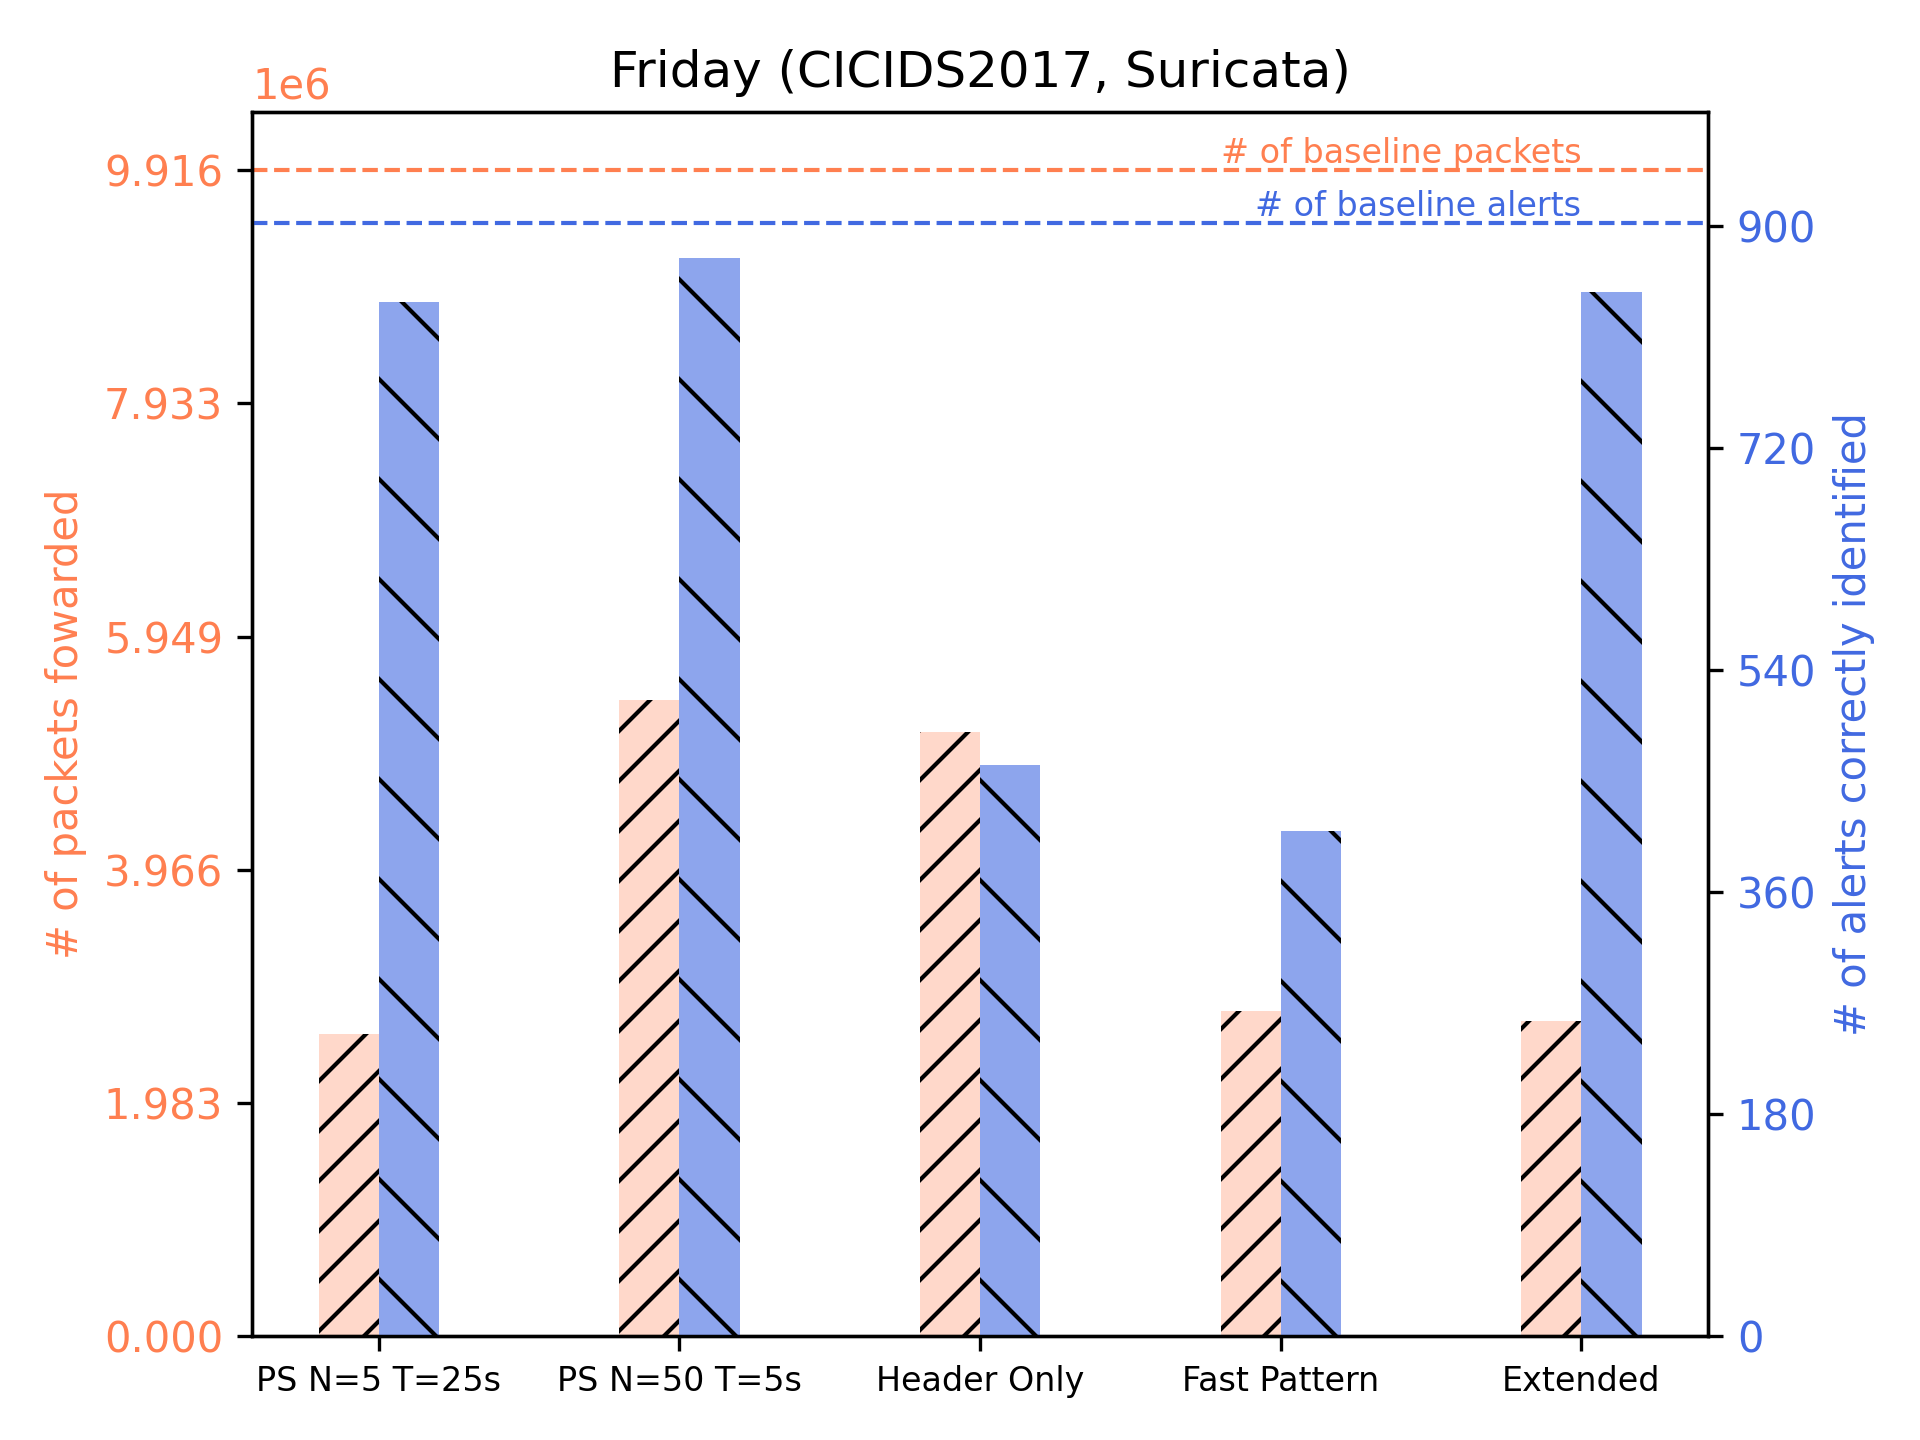 Friday (CICIDS2017, Suricata)
1e6
# of baseline packets
# of baseline alerts
9.916
7.933
5.949
3.966
1.983
0.000
# of packets fowarded
900
720
540
360
180
0
# of alerts correctly identified
PS N=5 T=25s
PS N=50 T=5s
Header Only
Fast Pattern
Extended